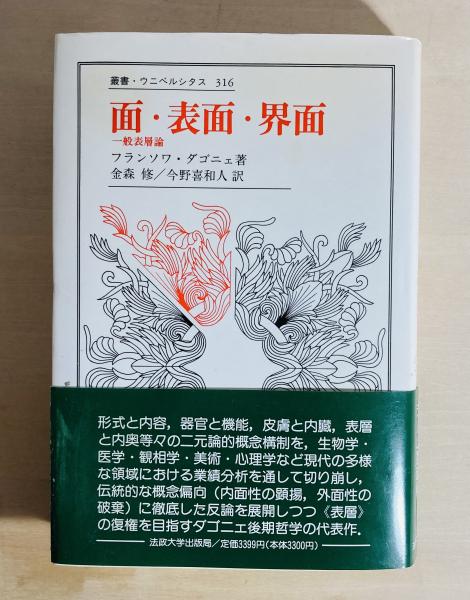 叢書・ウニベルシタス 316
面・表面・界面
一般表層論
フランソワ・ダゴニェ著
金森 修／今野喜和人 訳
形式と内容，器官と機能，皮膚と内臓，表層
と内奥等々の二元論的概念構制を，生物学・
医学・観相学・美術・心理学など現代の多様
な領域における業績分析を通して切り崩し，
伝統的な概念偏向（内面性の顕揚，外面性の
破棄）に徹底した反論を展開しつつ《表層》
の復権を目指すダゴニェ後期哲学の代表作．
法政大学出版局／定価3399円(本体3300円)